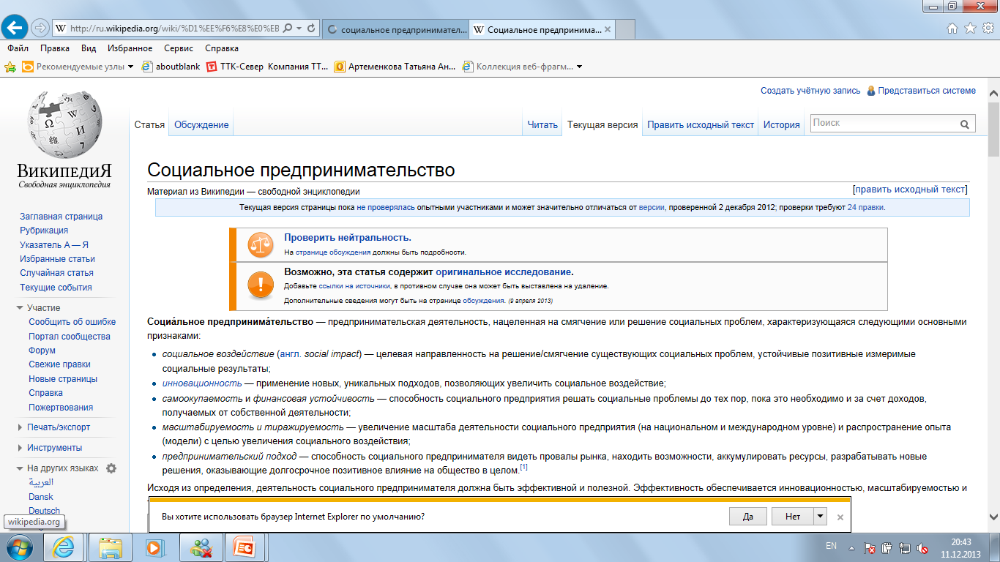 http://ru.wikipedia.org/wiki/%D1%EE%F6%E8%E0%EB
социальное предпринимател...
Социальное предпринима...
Файл Правка Вид Избранное Сервис Справка
Рекомендуемые узлы aboutblank ТТК-Север Компания ТТ... Артеменкова Татьяна Ан... Коллекция веб-фрагм...
Создать учётную запись Представиться системе
Статья Обсуждение Читать Текущая версия Править исходный текст История Поиск
ВикипедиЯ
Свободная энциклопедия
Заглавная страница
Рубрикация
Указатель А — Я
Избранные статьи
Случайная статья
Текущие события
Участие
Сообщить об ошибке
Портал сообщества
Форум
Свежие правки
Новые страницы
Справка
Пожертвования
Печать/экспорт
Инструменты
На других языках
العربية
Dansk
Deutsch
wikipedia.org
Социальное предпринимательство
Материал из Википедии — свободной энциклопедии
[править исходный текст]
Текущая версия страницы пока не проверялась опытными участниками и может значительно отличаться от версии, проверенной 2 декабря 2012; проверки требуют 24 правки.
Проверить нейтральность.
На странице обсуждения должны быть подробности.
Возможно, эта статья содержит оригинальное исследование.
Добавьте ссылки на источники, в противном случае она может быть выставлена на удаление.
Дополнительные сведения могут быть на странице обсуждения. (9 апреля 2013)
Социа́льное предпринима́тельство — предпринимательская деятельность, нацеленная на смягчение или решение социальных проблем, характеризующаяся следующими основными
признаками:
социальное воздействие (англ. social impact) — целевая направленность на решение/смягчение существующих социальных проблем, устойчивые позитивные измеримые
социальные результаты;
инновационность — применение новых, уникальных подходов, позволяющих увеличить социальное воздействие;
самоокупаемость и финансовая устойчивость — способность социального предприятия решать социальные проблемы до тех пор, пока это необходимо и за счет доходов,
получаемых от собственной деятельности;
масштабируемость и тиражируемость — увеличение масштаба деятельности социального предприятия (на национальном и международном уровне) и распространение опыта
(модели) с целью увеличения социального воздействия;
предпринимательский подход — способность социального предпринимателя видеть провалы рынка, находить возможности, аккумулировать ресурсы, разрабатывать новые
решения, оказывающие долгосрочное позитивное влияние на общество в целом.[1]
Исходя из определения, деятельность социального предпринимателя должна быть эффективной и полезной. Эффективность обеспечивается инновационностью, масштабируемостью и
Вы хотите использовать браузер Internet Explorer по умолчанию? Да Нет
EN
20:43
11.12.2013